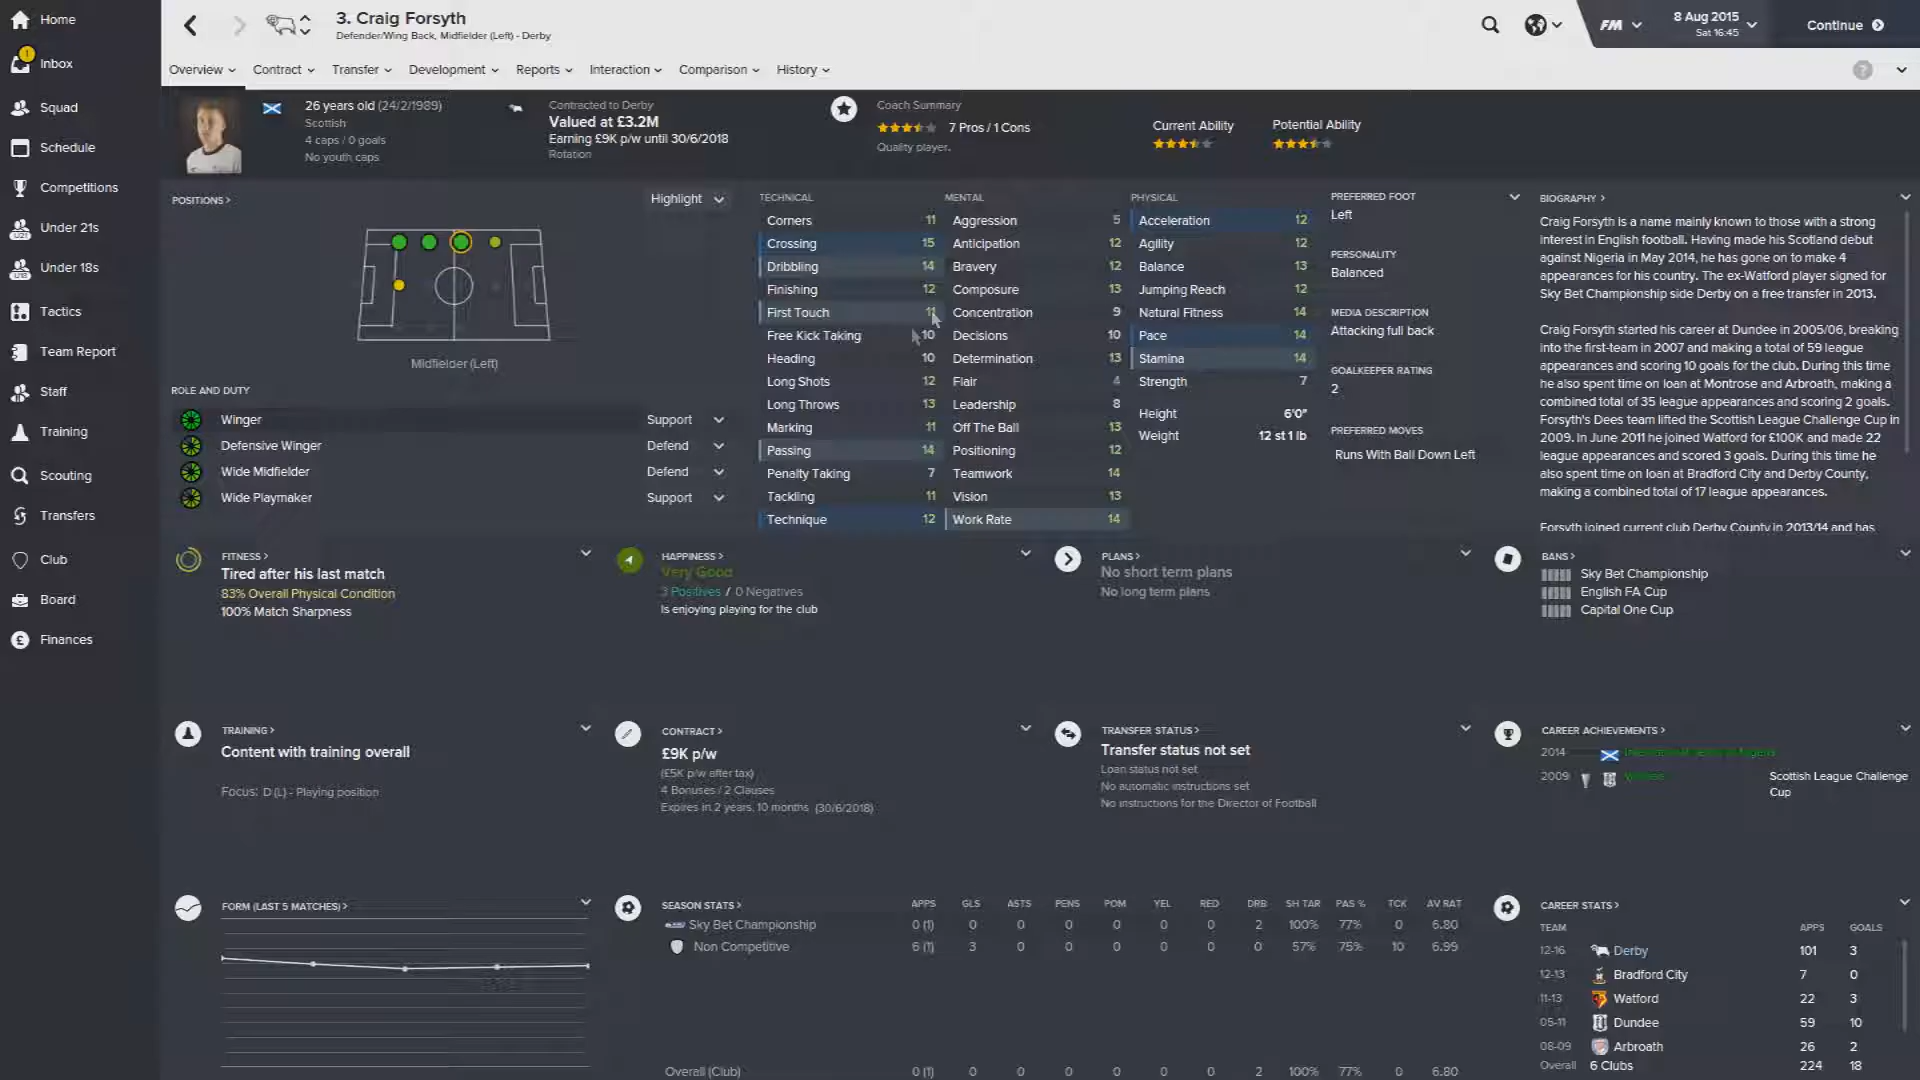 Home
Inbox
Squad
Schedule
Competitions
Under 21s
Under 18s
Tactics
Team Report
Staff
Training
Scouting
Transfers
Club
Board
Finances
3. Craig Forsyth
Defender/Wing Back, Midfielder (Left) - Derby
FM
8 Aug 2015
Sat 16:45
Continue
Overview
Contract
Transfer
Development
Reports
Interaction
Comparison
History
26 years old (24/2/1989)
Scottish
4 caps / 0 goals
No youth caps
Contracted to Derby
Valued at £3.2M
Earning £9K p/w until 30/6/2018
Rotation
Coach Summary
7 Pros / 1 Cons
Quality player.
Current Ability
Potential Ability
POSITIONS >
Highlight
Midfielder (Left)
ROLE AND DUTY
Winger Support
Defensive Winger Defend
Wide Midfielder Defend
Wide Playmaker Support
TECHNICAL
Corners 11
Crossing 15
Dribbling 14
Finishing 12
First Touch 11
Free Kick Taking 10
Heading 10
Long Shots 12
Long Throws 13
Marking 11
Passing 14
Penalty Taking 7
Tackling 11
Technique 12
MENTAL
Aggression 5
Anticipation 12
Bravery 12
Composure 13
Concentration 9
Decisions 10
Determination 13
Flair 4
Leadership 8
Off The Ball 13
Positioning 12
Teamwork 14
Vision 13
Work Rate 14
PHYSICAL
Acceleration 12
Agility 12
Balance 13
Jumping Reach 12
Natural Fitness 14
Pace 14
Stamina 14
Strength 7
Height 6'0"
Weight 12 st 1 lb
PREFERRED FOOT
Left
PERSONALITY
Balanced
MEDIA DESCRIPTION
Attacking full back
GOALKEEPER RATING
2
PREFERRED MOVES
Runs With Ball Down Left
BIOGRAPHY >
Craig Forsyth is a name mainly known to those with a strong
interest in English football. Having made his Scotland debut
against Nigeria in May 2014, he has gone on to make 4
appearances for his country. The ex-Watford player signed for
Sky Bet Championship side Derby on a free transfer in 2013.
Craig Forsyth started his career at Dundee in 2005/06, breaking
into the first-team in 2007 and making a total of 59 league
appearances and scoring 10 goals for the club. During this time
he also spent time on loan at Montrose and Arbroath, making a
combined total of 35 league appearances and scoring 2 goals.
Forsyth's Dees team lifted the Scottish League Challenge Cup in
2009. In June 2011 he joined Watford for £100K and made 22
league appearances and scored 3 goals. During this time he
also spent time on loan at Bradford City and Derby County,
making a combined total of 17 league appearances.
Forsyth joined current club Derby County in 2013/14 and has
FITNESS >
Tired after his last match
83% Overall Physical Condition
100% Match Sharpness
HAPPINESS >
Very Good
3 Positives / 0 Negatives
Is enjoying playing for the club
PLANS >
No short term plans
No long term plans
BANS >
Sky Bet Championship
English FA Cup
Capital One Cup
TRAINING >
Content with training overall
Focus: D (L) - Playing position
CONTRACT >
£9K p/w
(£5K p/w after tax)
4 Bonuses / 2 Clauses
Expires in 2 years, 10 months (30/6/2018)
TRANSFER STATUS >
Transfer status not set
Loan status not set
No automatic instructions set
No instructions for the Director of Football
CAREER ACHIEVEMENTS >
2014
2009 Scottish League Challenge
Cup
FORM (LAST 5 MATCHES) >
SEASON STATS > APPS GLS ASTS PENS POM YEL RED DRB SH TAR PAS % TCK AV RAT
Sky Bet Championship 0 (1) 0 0 0 0 0 0 2 100% 77% 0 6.80
Non Competitive 6 (1) 3 0 0 0 0 0 0 57% 75% 10 6.99
Overall (Club) 0 (1) 0 0 0 0 0 0 2 100% 77% 0 6.80
CAREER STATS >
TEAM APPS GOALS
12-16 Derby 101 3
12-13 Bradford City 7 0
11-13 Watford 22 3
05-11 Dundee 59 10
08-09 Arbroath 26 2
Overall 6 Clubs 224 18